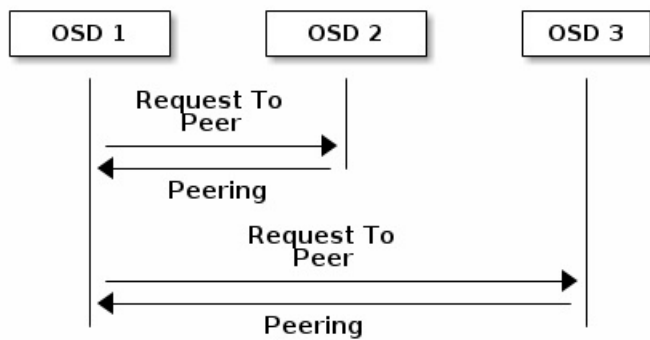 OSD 1
OSD 2
OSD 3
Request To
Peer
Peering
Request To
Peer
Peering